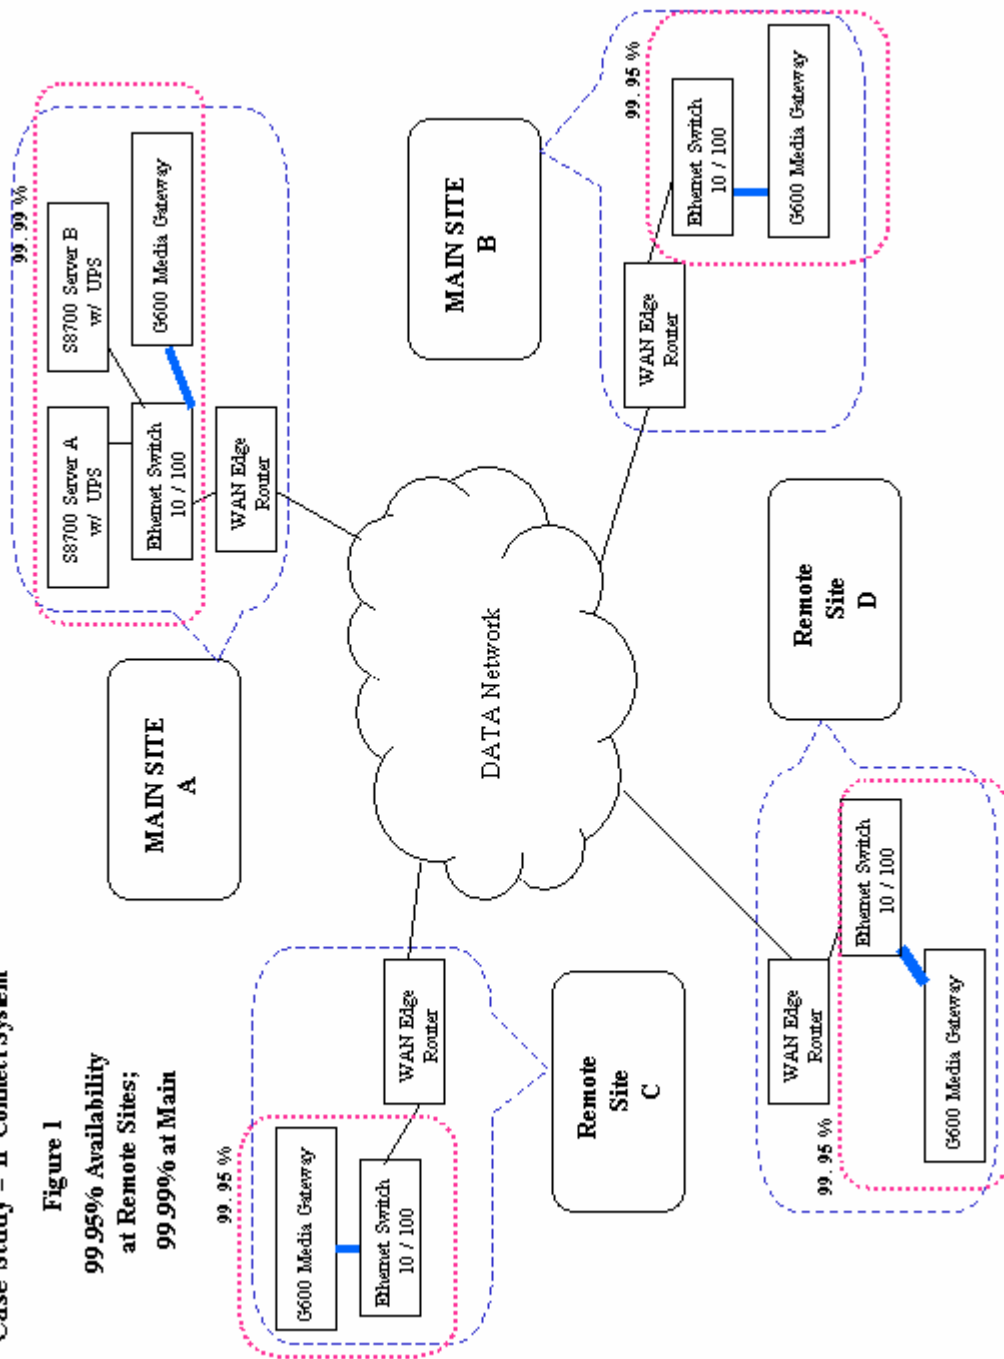 Case Study – IP Connect System
Figure 1
99.95% Availability
at Remote Sites;
99.99% at Main
99. 99 %
S8700 Server A
w/ UPS
S8700 Server B
w/ UPS
Ethernet Switch
10 / 100
G600 Media Gateway
WAN Edge
Router
MAIN SITE
A
99. 95 %
G600 Media Gateway
Ethernet Switch
10 / 100
WAN Edge
Router
Remote
Site
C
DATA Network
MAIN SITE
B
99. 95 %
WAN Edge
Router
Ethernet Switch
10 / 100
G600 Media Gateway
Remote
Site
D
99. 95 %
WAN Edge
Router
Ethernet Switch
10 / 100
G600 Media Gateway